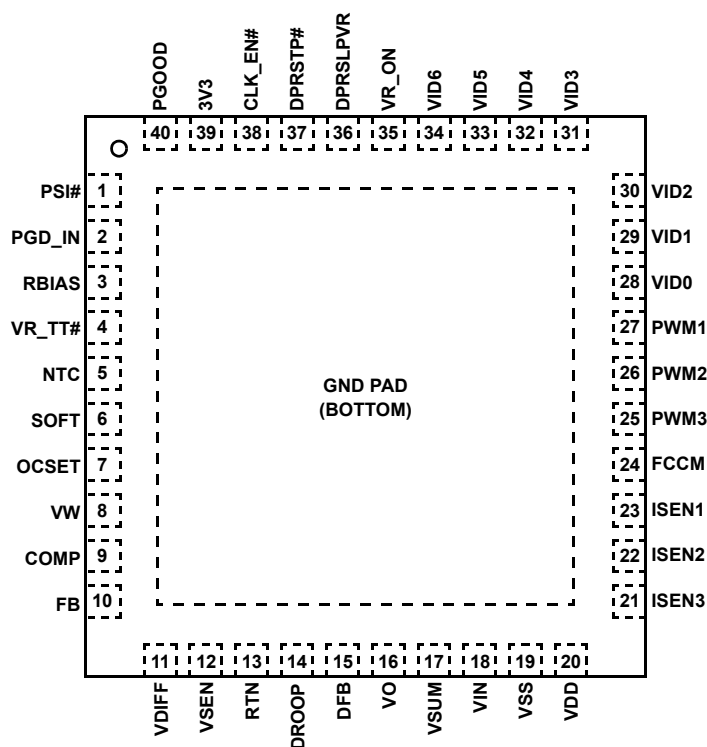 PGOOD
3V3
CLK_EN#
DPRSTP#
DPRSLPVR
VR_ON
VID6
VID5
VID4
VID3
40 39 38 37 36 35 34 33 32 31
PSI# 1
PGD_IN 2
RBIAS 3
VR_TT# 4
NTC 5
SOFT 6
OCSET 7
VW 8
COMP 9
FB 10
GND PAD
(BOTTOM)
30 VID2
29 VID1
28 VID0
27 PWM1
26 PWM2
25 PWM3
24 FCCM
23 ISEN1
22 ISEN2
21 ISEN3
11 12 13 14 15 16 17 18 19 20
VDIFF
VSEN
RTN
DROOP
DFB
VO
VSUM
VIN
VSS
VDD